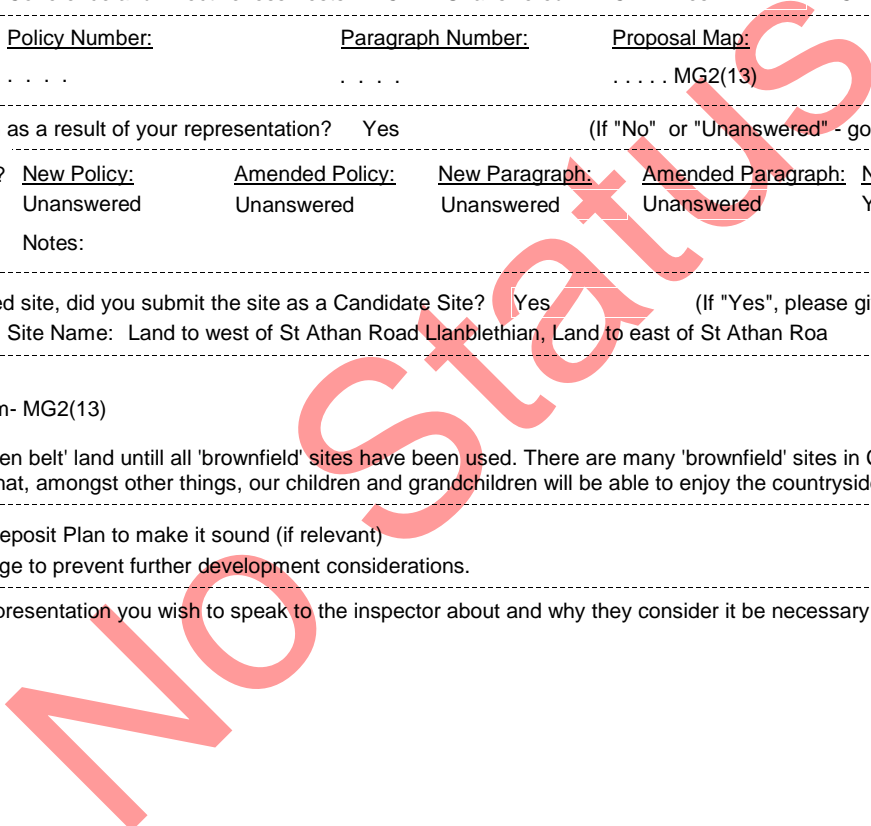 Policy Number: Paragraph Number: Proposal Map:
. . . . . . . . . . . . . MG2(13)
as a result of your representation? Yes (If "No" or "Unanswered" - go
? New Policy: Amended Policy: New Paragraph: Amended Paragraph: N
Unanswered Unanswered Unanswered Unanswered Y
Notes:
ed site, did you submit the site as a Candidate Site? Yes (If "Yes", please gi
Site Name: Land to west of St Athan Road Llanblethian, Land to east of St Athan Roa
m- MG2(13)
en belt' land untill all 'brownfield' sites have been used. There are many 'brownfield' sites in C
hat, amongst other things, our children and grandchildren will be able to enjoy the countryside
eposit Plan to make it sound (if relevant)
ge to prevent further development considerations.
presentation you wish to speak to the inspector about and why they consider it be necessary
No Status